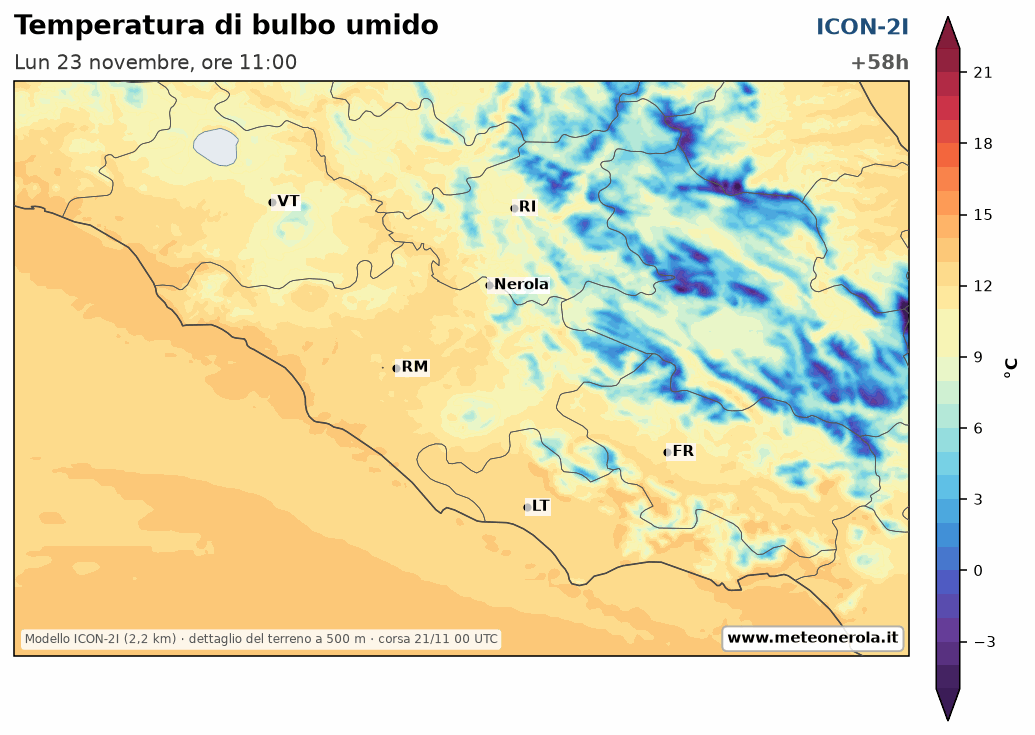 Temperatura di bulbo umido
ICON-2I
Lun 23 novembre, ore 11:00
+58h
VT
RI
Nerola
RM
FR
LT
21
18
15
12
9
6
3
0
−3
°C
Modello ICON-2I (2,2 km) · dettaglio del terreno a 500 m · corsa 21/11 00 UTC
www.meteonerola.it